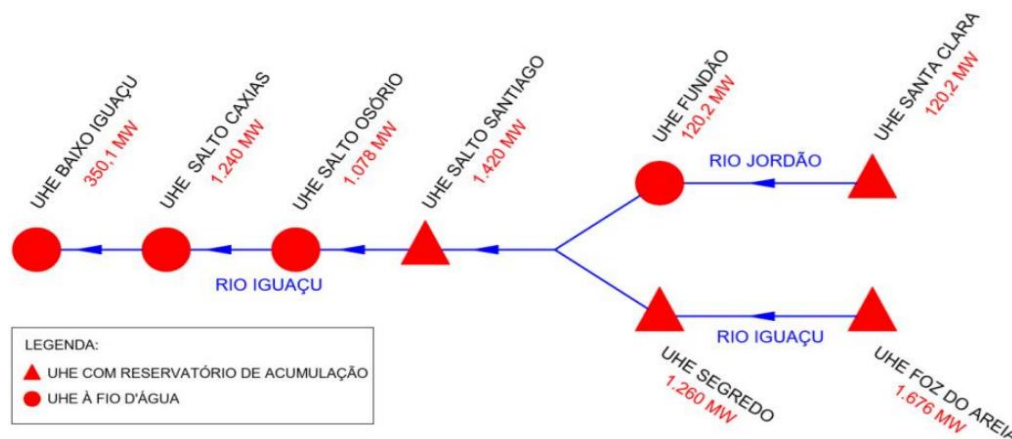 UHE BAIXO IGUAÇU
350,1 MW
UHE SALTO CAXIAS
1.240 MW
UHE SALTO OSÓRIO
1.078 MW
UHE SALTO SANTIAGO
1.420 MW
UHE FUNDÃO
120,2 MW
UHE SANTA CLARA
120,2 MW
RIO JORDÃO
RIO IGUAÇU
RIO IGUAÇU
UHE SEGREDO
1.260 MW
UHE FOZ DO AREIA
1.676 MW
LEGENDA:
UHE COM RESERVATÓRIO DE ACUMULAÇÃO
UHE À FIO D'ÁGUA